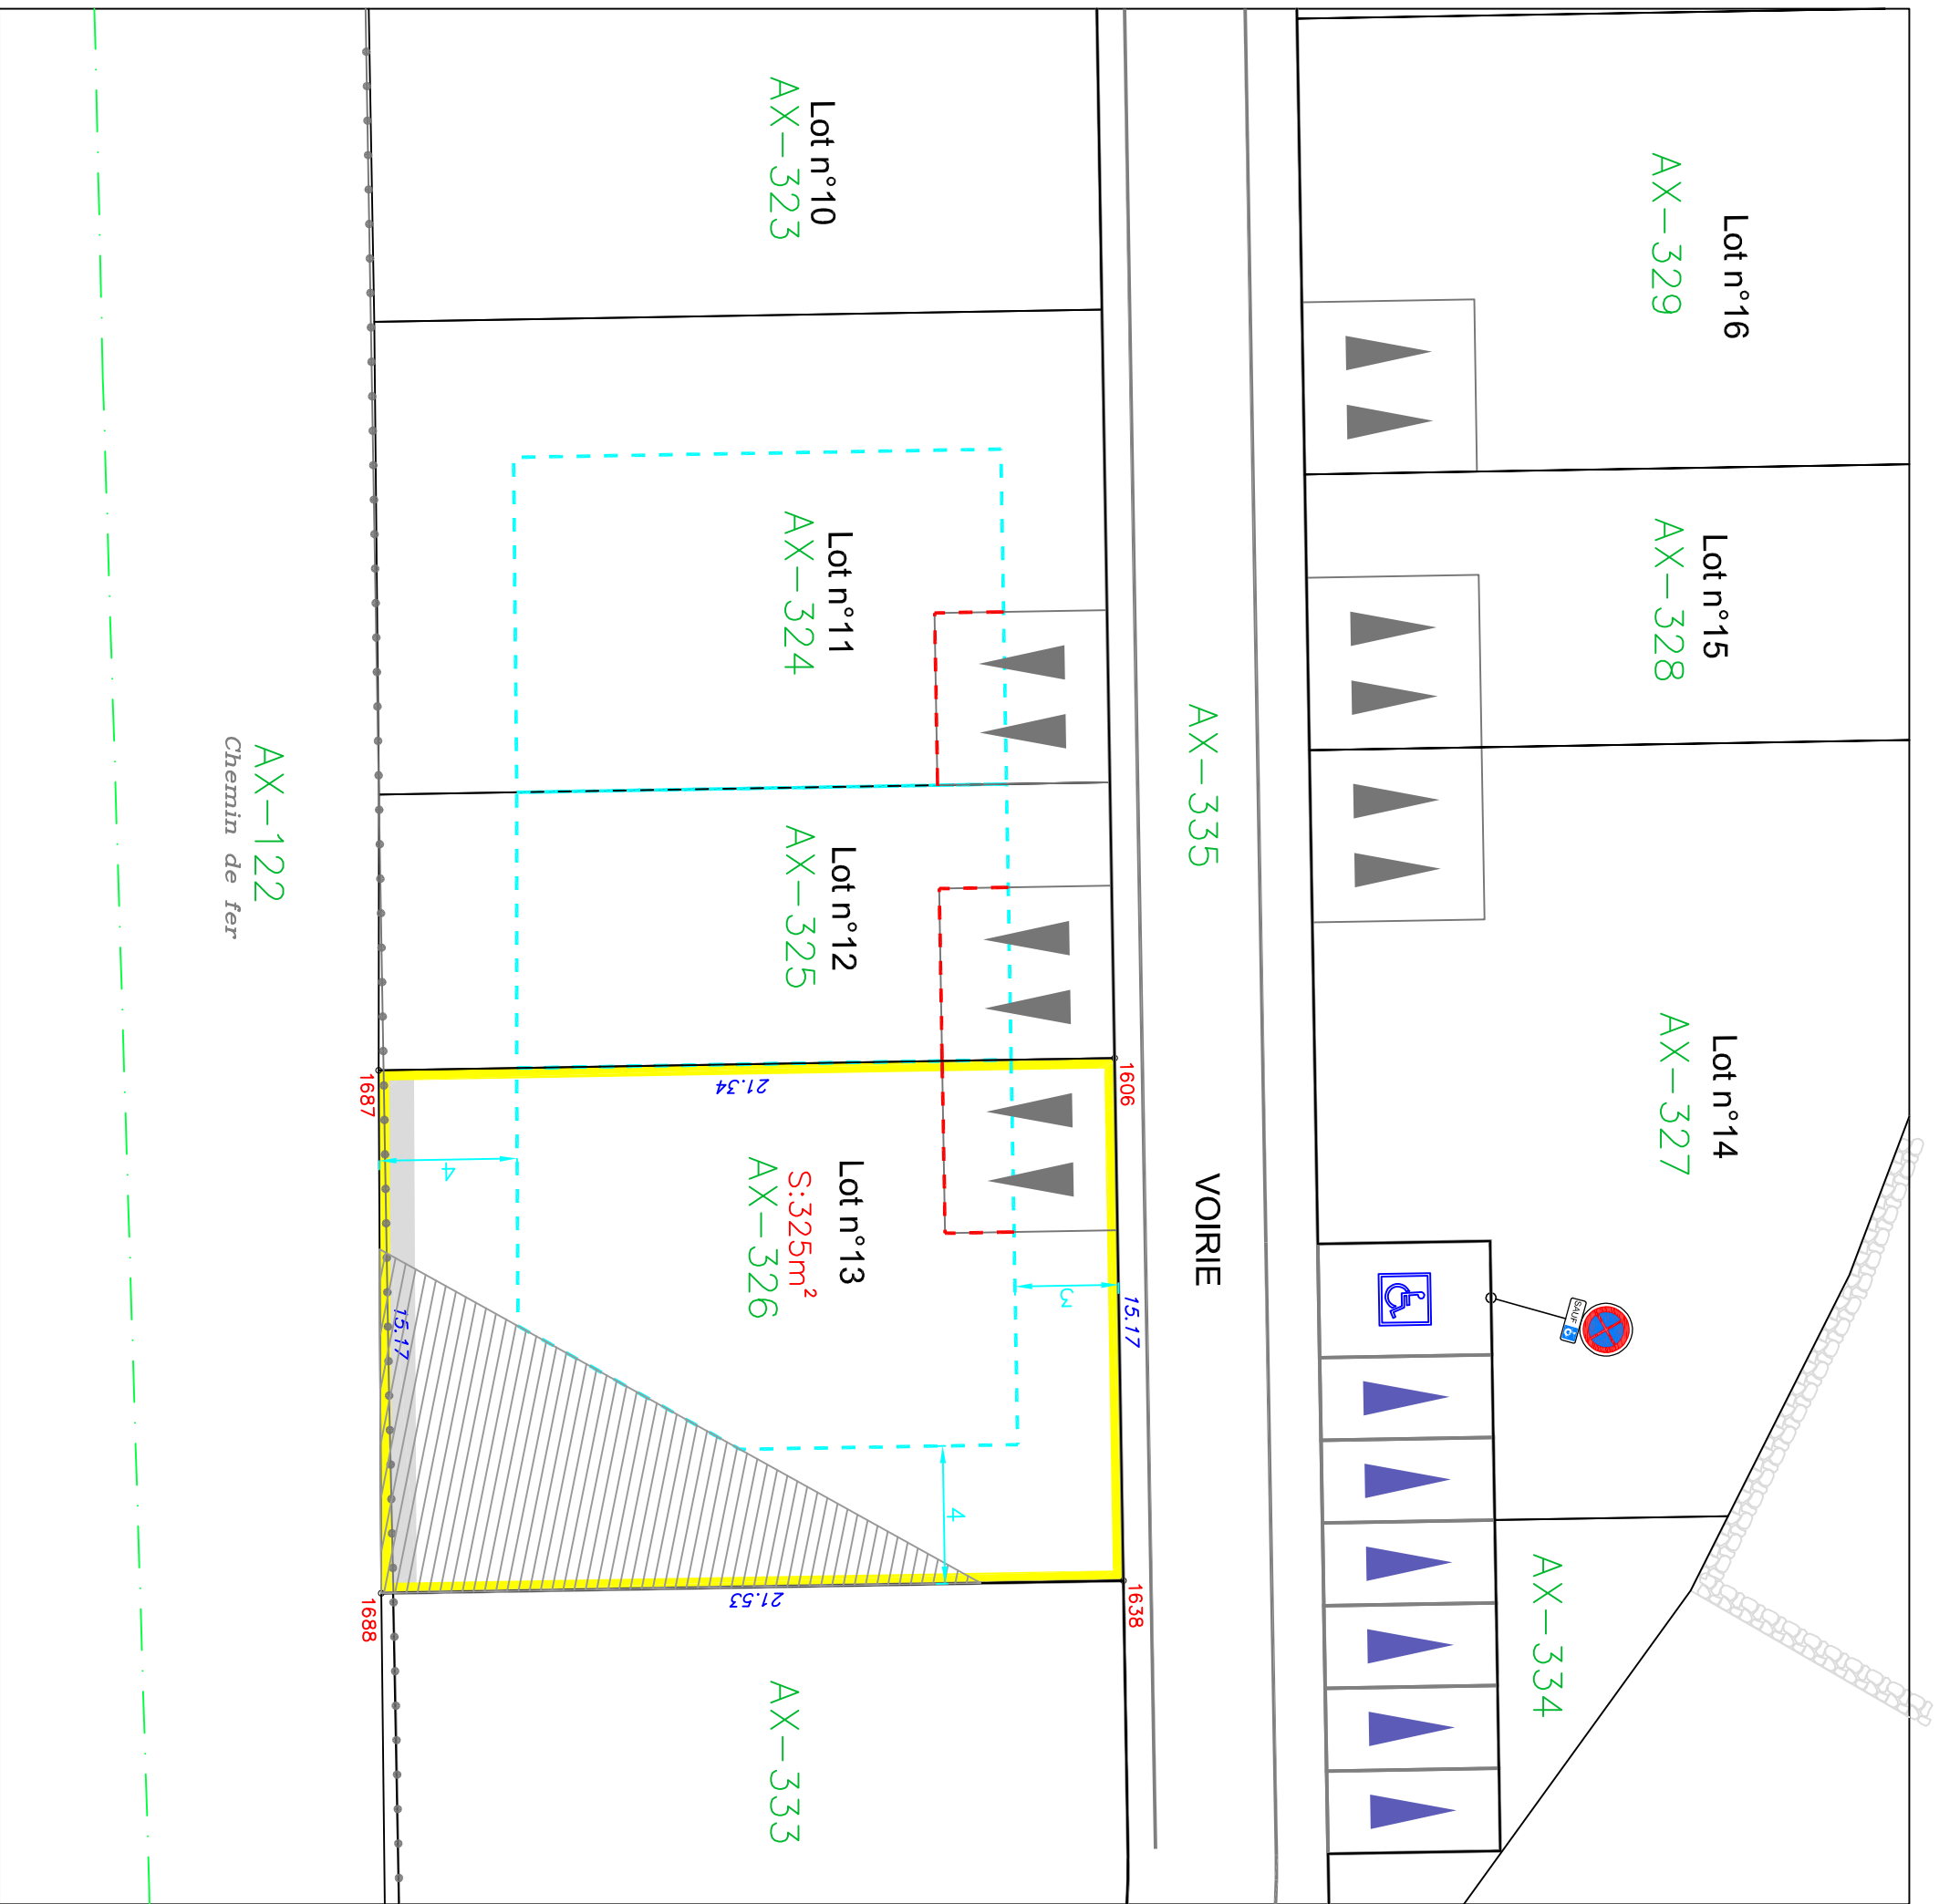 Lot n°16
AX-329
Lot n°15
AX-328
Lot n°14
AX-327
AX-334
SAUF
AX-335
VOIRIE
Lot n°10
AX-323
Lot n°11
AX-324
Lot n°12
AX-325
Lot n°13
S:325m²
AX-326
AX-333
1606
15.17
1638
21.34
21.53
3
4
4
1687
15.17
1688
AX-122
Chemin de fer